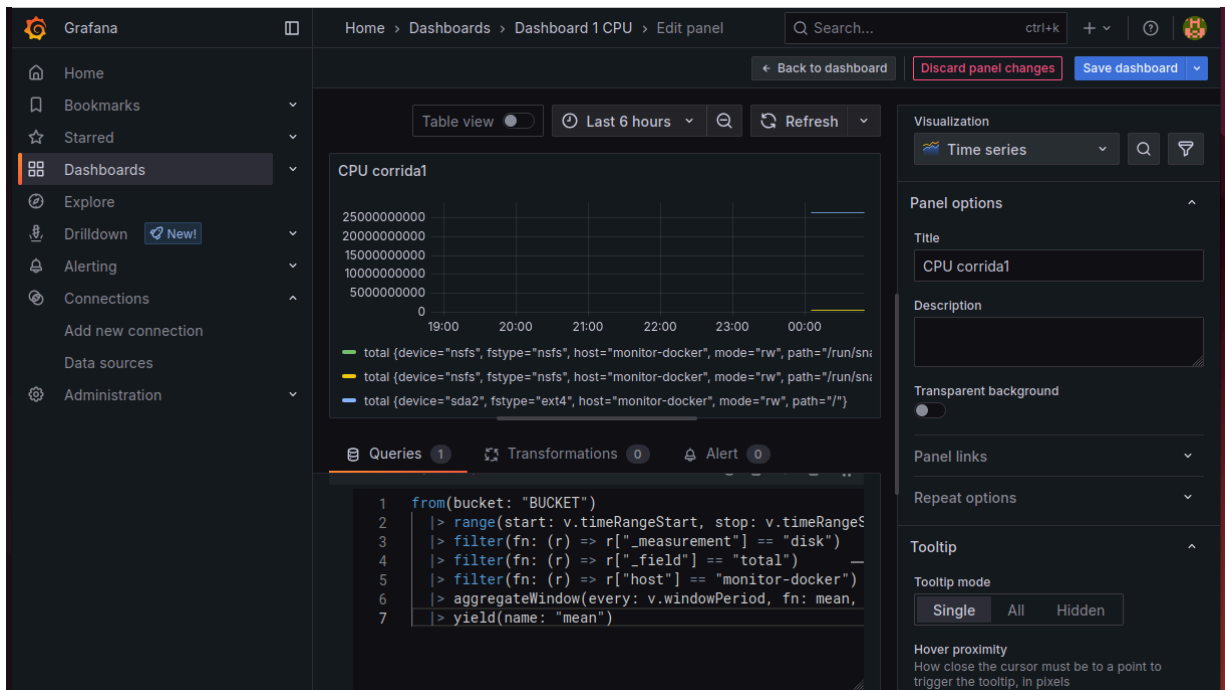 Grafana
Home › Dashboards › Dashboard 1 CPU › Edit panel
Search... ctrl+k
Back to dashboard Discard panel changes Save dashboard
Home
Bookmarks
Starred
Dashboards
Explore
Drilldown New!
Alerting
Connections
Add new connection
Data sources
Administration
Table view Last 6 hours Refresh
CPU corrida1
25000000000
20000000000
15000000000
10000000000
5000000000
0
19:00 20:00 21:00 22:00 23:00 00:00
total {device="nsfs", fstype="nsfs", host="monitor-docker", mode="rw", path="/run/sna
total {device="nsfs", fstype="nsfs", host="monitor-docker", mode="rw", path="/run/sna
total {device="sda2", fstype="ext4", host="monitor-docker", mode="rw", path="/"}
Queries 1 Transformations 0 Alert 0
1 from(bucket: "BUCKET")
2 |> range(start: v.timeRangeStart, stop: v.timeRangeS
3 |> filter(fn: (r) => r["_measurement"] == "disk")
4 |> filter(fn: (r) => r["_field"] == "total")
5 |> filter(fn: (r) => r["host"] == "monitor-docker")
6 |> aggregateWindow(every: v.windowPeriod, fn: mean,
7 |> yield(name: "mean")
Visualization
Time series
Panel options
Title
CPU corrida1
Description
Transparent background
Panel links
Repeat options
Tooltip
Tooltip mode
Single All Hidden
Hover proximity
How close the cursor must be to a point to
trigger the tooltip, in pixels